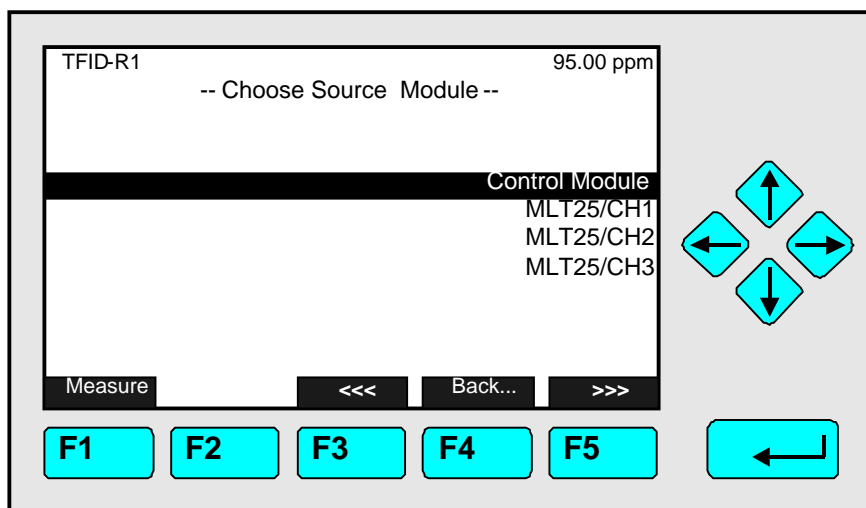 TFID-R1 95.00 ppm
-- Choose Source Module --
Control Module
MLT25/CH1
MLT25/CH2
MLT25/CH3
Measure <<< Back... >>>
F1 F2 F3 F4 F5